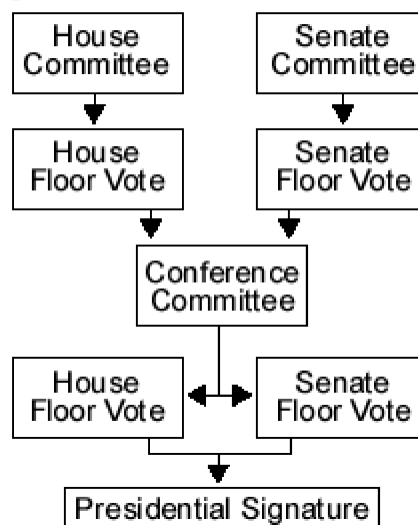 House
Committee
Senate
Committee
House
Floor Vote
Senate
Floor Vote
Conference
Committee
House
Floor Vote
Senate
Floor Vote
Presidential Signature